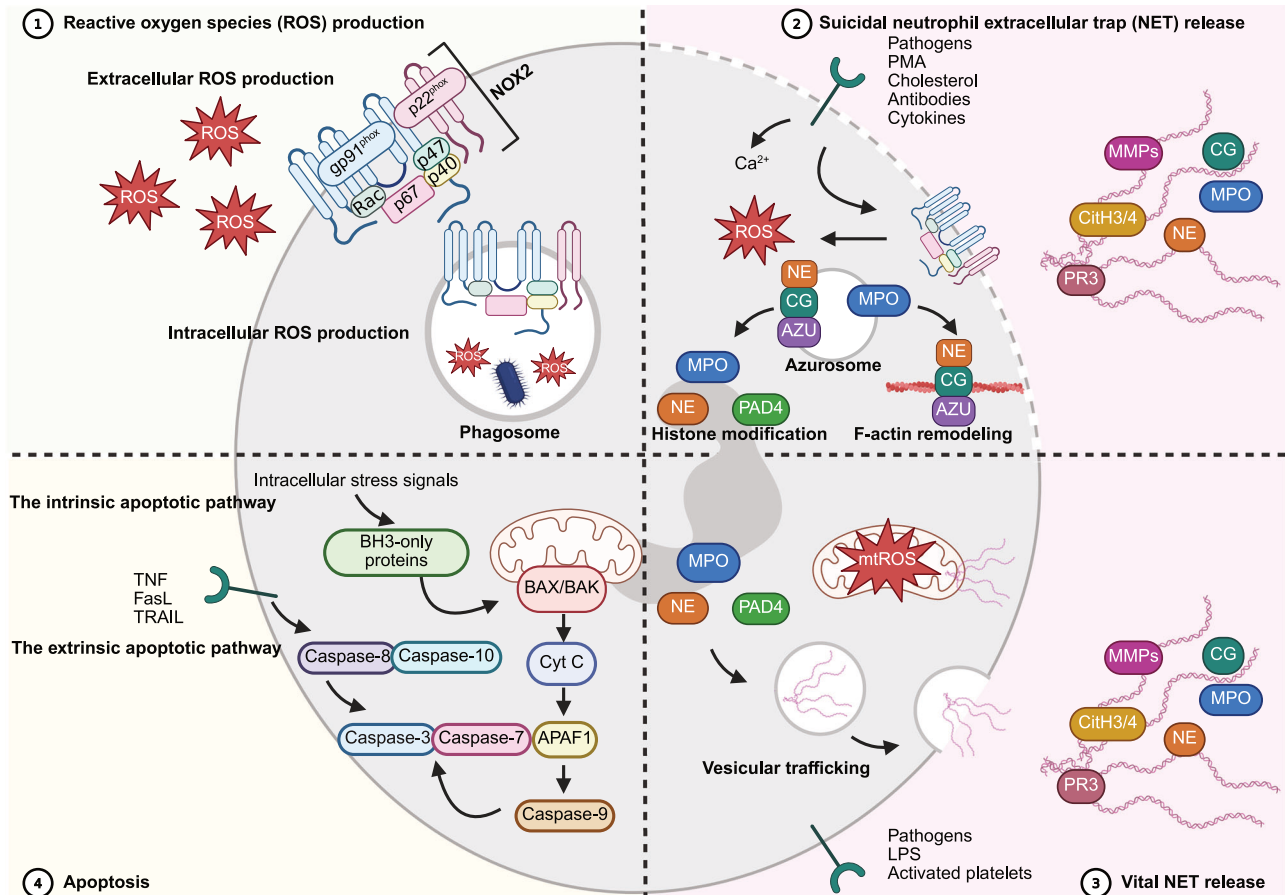 1 Reactive oxygen species (ROS) production
Extracellular ROS production
ROS
ROS
ROS
NOX2
p22phox
gp91phox
p47
p40
Rac
p67
Intracellular ROS production
ROS
ROS
Phagosome
2 Suicidal neutrophil extracellular trap (NET) release
Pathogens
PMA
Cholesterol
Antibodies
Cytokines
Ca2+
ROS
NE
CG
AZU
MPO
Azurosome
MPO
NE
PAD4
Histone modification
NE
CG
AZU
F-actin remodeling
MMPs
CG
MPO
CitH3/4
NE
PR3
The intrinsic apoptotic pathway
Intracellular stress signals
BH3-only
proteins
BAX/BAK
TNF
FasL
TRAIL
The extrinsic apoptotic pathway
Caspase-8
Caspase-10
Cyt C
Caspase-3
Caspase-7
APAF1
Caspase-9
4 Apoptosis
MPO
NE
PAD4
mtROS
Vesicular trafficking
MMPs
CG
MPO
CitH3/4
NE
PR3
Pathogens
LPS
Activated platelets
3 Vital NET release